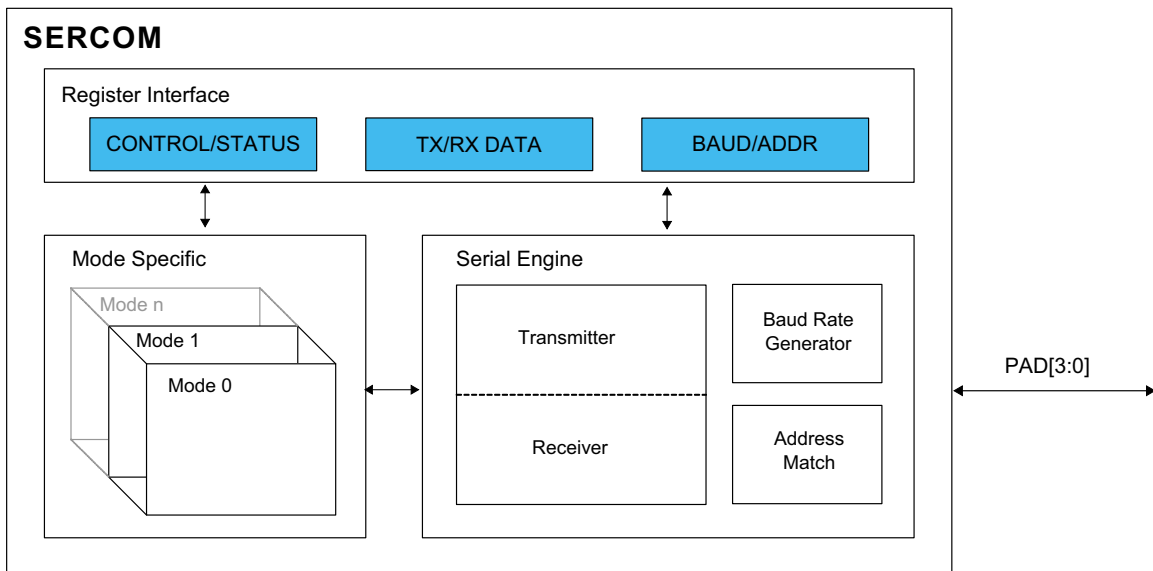 SERCOM
Register Interface
CONTROL/STATUS
TX/RX DATA
BAUD/ADDR
Mode Specific
Mode n
Mode 1
Mode 0
Serial Engine
Transmitter
Receiver
Baud Rate
Generator
Address
Match
PAD[3:0]